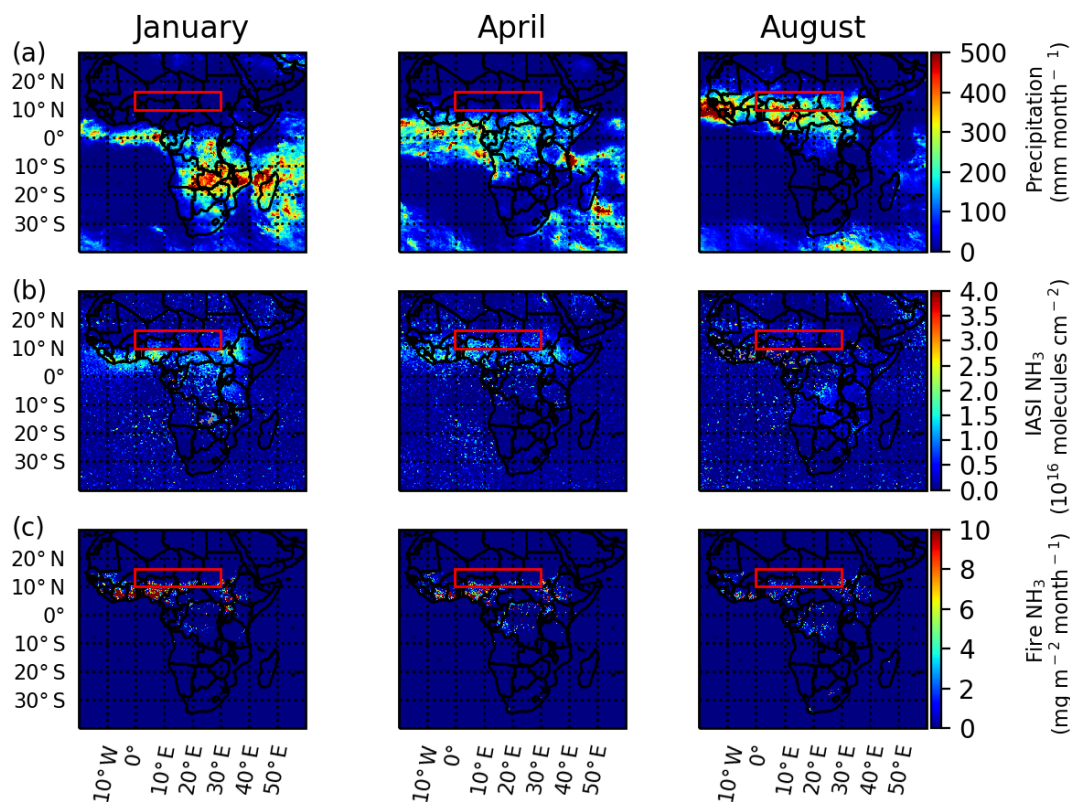 January April August
(a)
20° N
10° N
0°
10° S
20° S
30° S
500
400
300
200
100
0
Precipitation
(mm month⁻¹)
(b)
20° N
10° N
0°
10° S
20° S
30° S
4.0
3.5
3.0
2.5
2.0
1.5
1.0
0.5
0.0
IASI NH₃
(10¹⁶ molecules cm⁻²)
(c)
20° N
10° N
0°
10° S
20° S
30° S
10
8
6
4
2
0
Fire NH₃
(mg m⁻² month⁻¹)
10° W 0° 10° E 20° E 30° E 40° E 50° E
10° W 0° 10° E 20° E 30° E 40° E 50° E
10° W 0° 10° E 20° E 30° E 40° E 50° E